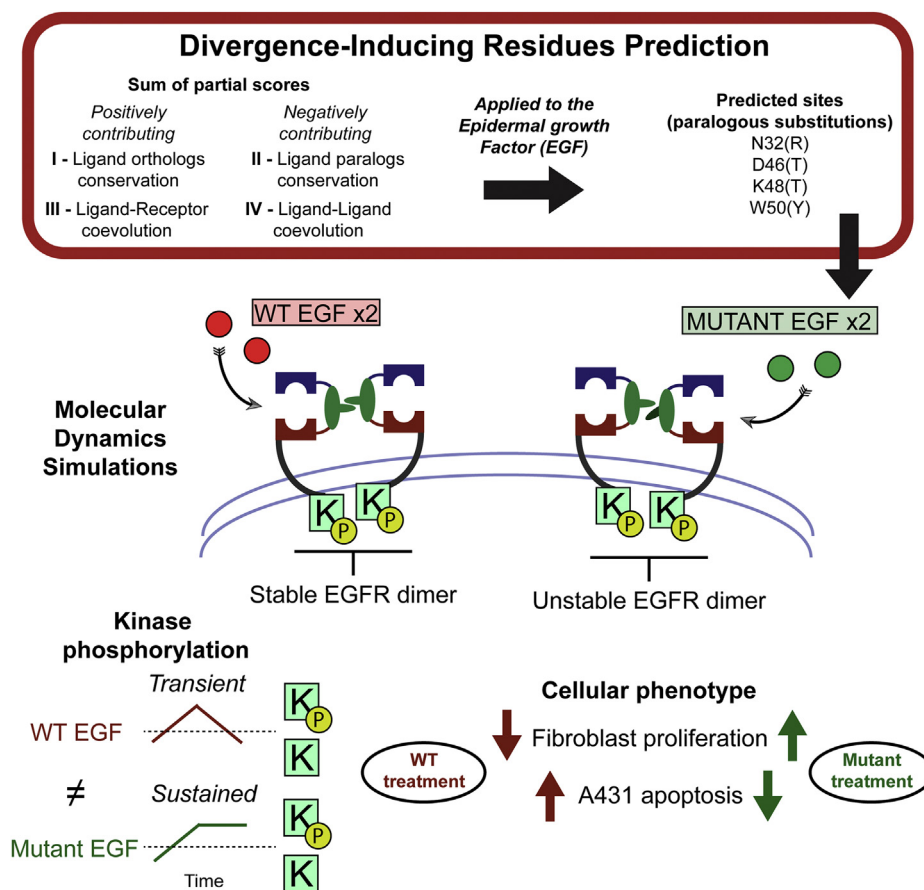 Divergence-Inducing Residues Prediction
Sum of partial scores
Positively
contributing
I - Ligand orthologs
conservation
III - Ligand-Receptor
coevolution
Negatively
contributing
II - Ligand paralogs
conservation
IV - Ligand-Ligand
coevolution
Applied to the
Epidermal growth
Factor (EGF)
Predicted sites
(paralogous substitutions)
N32(R)
D46(T)
K48(T)
W50(Y)
WT EGF x2
MUTANT EGF x2
Molecular
Dynamics
Simulations
K
P
K
P
K
P
K
P
Stable EGFR dimer
Unstable EGFR dimer
Kinase
phosphorylation
Transient
WT EGF
K
P
K
≠
Sustained
Mutant EGF
K
P
K
Time
Cellular phenotype
WT
treatment
Fibroblast proliferation
A431 apoptosis
Mutant
treatment